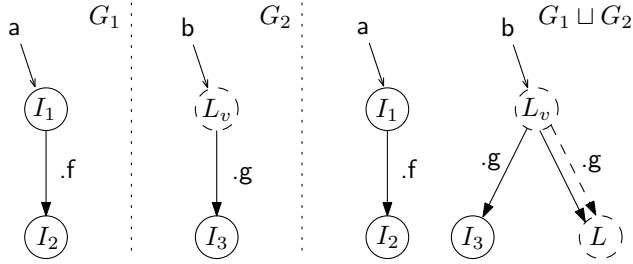 a G₁ b G₂ a b G₁ ⊔ G₂
I₁ Lᵥ I₁ Lᵥ
.f .g .f .g .g
I₂ I₃ I₂ I₃ L